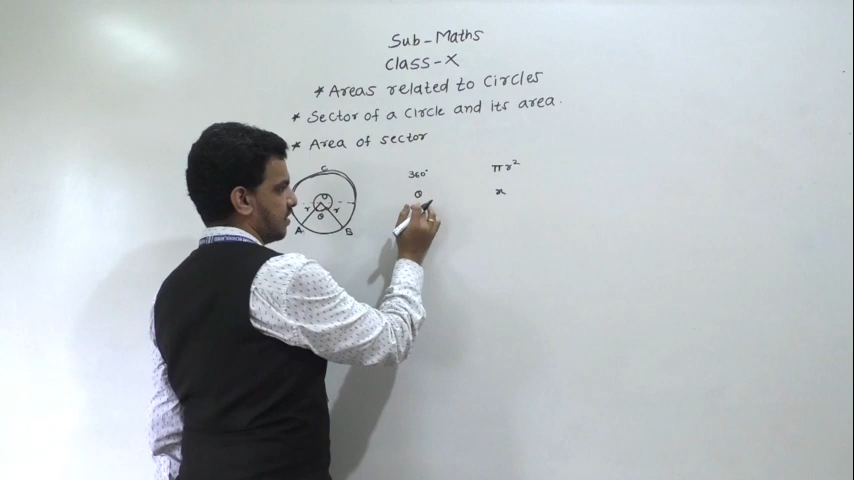 Sub-Maths
Class-X
* Areas related to Circles
* Sector of a Circle and its area.
* Area of sector
C
360° πr²
O
θ x
r θ r
A B